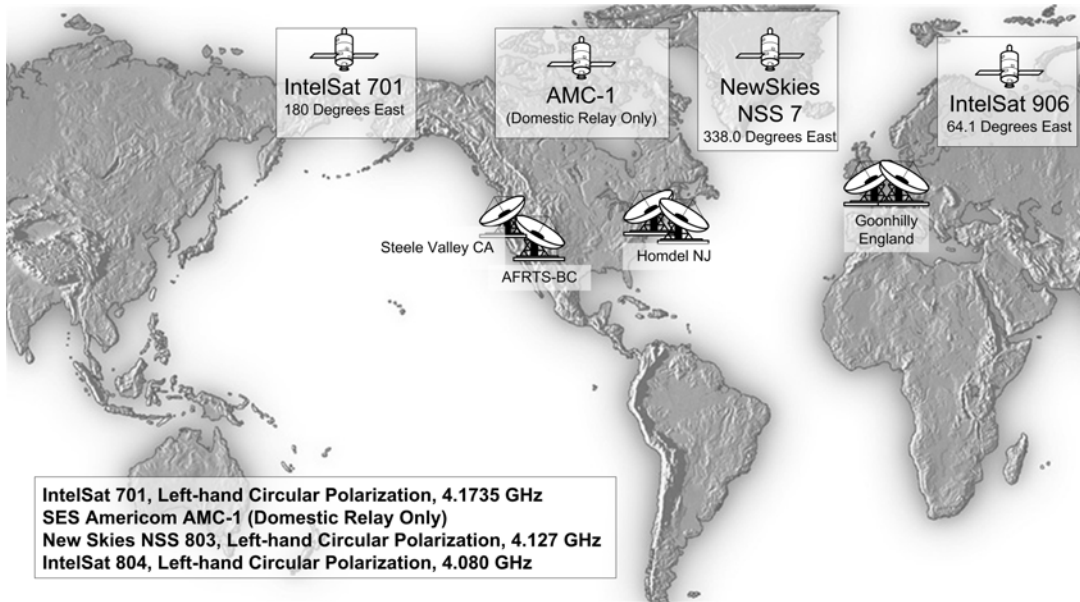 IntelSat 701
180 Degrees East
AMC-1
(Domestic Relay Only)
NewSkies
NSS 7
338.0 Degrees East
IntelSat 906
64.1 Degrees East
Steele Valley CA
AFRTS-BC
Homdel NJ
Goonhilly
England
IntelSat 701, Left-hand Circular Polarization, 4.1735 GHz
SES Americom AMC-1 (Domestic Relay Only)
New Skies NSS 803, Left-hand Circular Polarization, 4.127 GHz
IntelSat 804, Left-hand Circular Polarization, 4.080 GHz